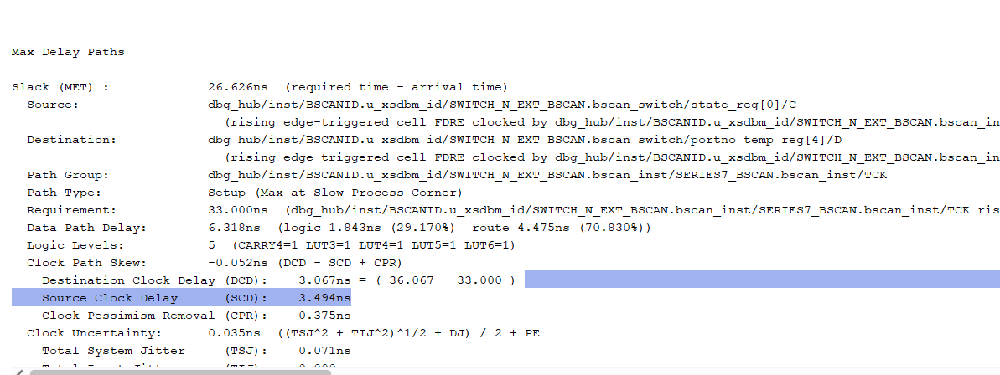 Max Delay Paths
--------------------------------------------------------------------------------------
Slack (MET) :             26.626ns  (required time - arrival time)
  Source:                 dbg_hub/inst/BSCANID.u_xsdbm_id/SWITCH_N_EXT_BSCAN.bscan_switch/state_reg[0]/C
                            (rising edge-triggered cell FDRE clocked by dbg_hub/inst/BSCANID.u_xsdbm_id/SWITCH_N_EXT_BSCAN.bscan_in
  Destination:            dbg_hub/inst/BSCANID.u_xsdbm_id/SWITCH_N_EXT_BSCAN.bscan_switch/portno_temp_reg[4]/D
                            (rising edge-triggered cell FDRE clocked by dbg_hub/inst/BSCANID.u_xsdbm_id/SWITCH_N_EXT_BSCAN.bscan_in
  Path Group:             dbg_hub/inst/BSCANID.u_xsdbm_id/SWITCH_N_EXT_BSCAN.bscan_inst/SERIES7_BSCAN.bscan_inst/TCK
  Path Type:              Setup (Max at Slow Process Corner)
  Requirement:            33.000ns  (dbg_hub/inst/BSCANID.u_xsdbm_id/SWITCH_N_EXT_BSCAN.bscan_inst/SERIES7_BSCAN.bscan_inst/TCK ris
  Data Path Delay:        6.318ns  (logic 1.843ns (29.170%)  route 4.475ns (70.830%))
  Logic Levels:           5  (CARRY4=1 LUT3=1 LUT4=1 LUT5=1 LUT6=1)
  Clock Path Skew:        -0.052ns (DCD - SCD + CPR)
    Destination Clock Delay (DCD):    3.067ns = ( 36.067 - 33.000 )
    Source Clock Delay      (SCD):    3.494ns
    Clock Pessimism Removal (CPR):    0.375ns
  Clock Uncertainty:      0.035ns  ((TSJ^2 + TIJ^2)^1/2 + DJ) / 2 + PE
    Total System Jitter     (TSJ):    0.071ns